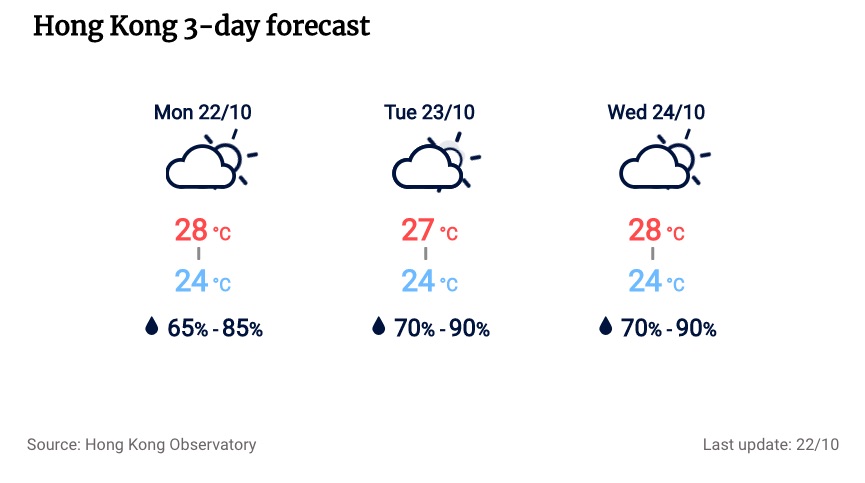 Hong Kong 3-day forecast
Mon 22/10
Tue 23/10
Wed 24/10
28 °C
27 °C
28 °C
24 °C
24 °C
24 °C
65% - 85%
70% - 90%
70% - 90%
Source: Hong Kong Observatory
Last update: 22/10